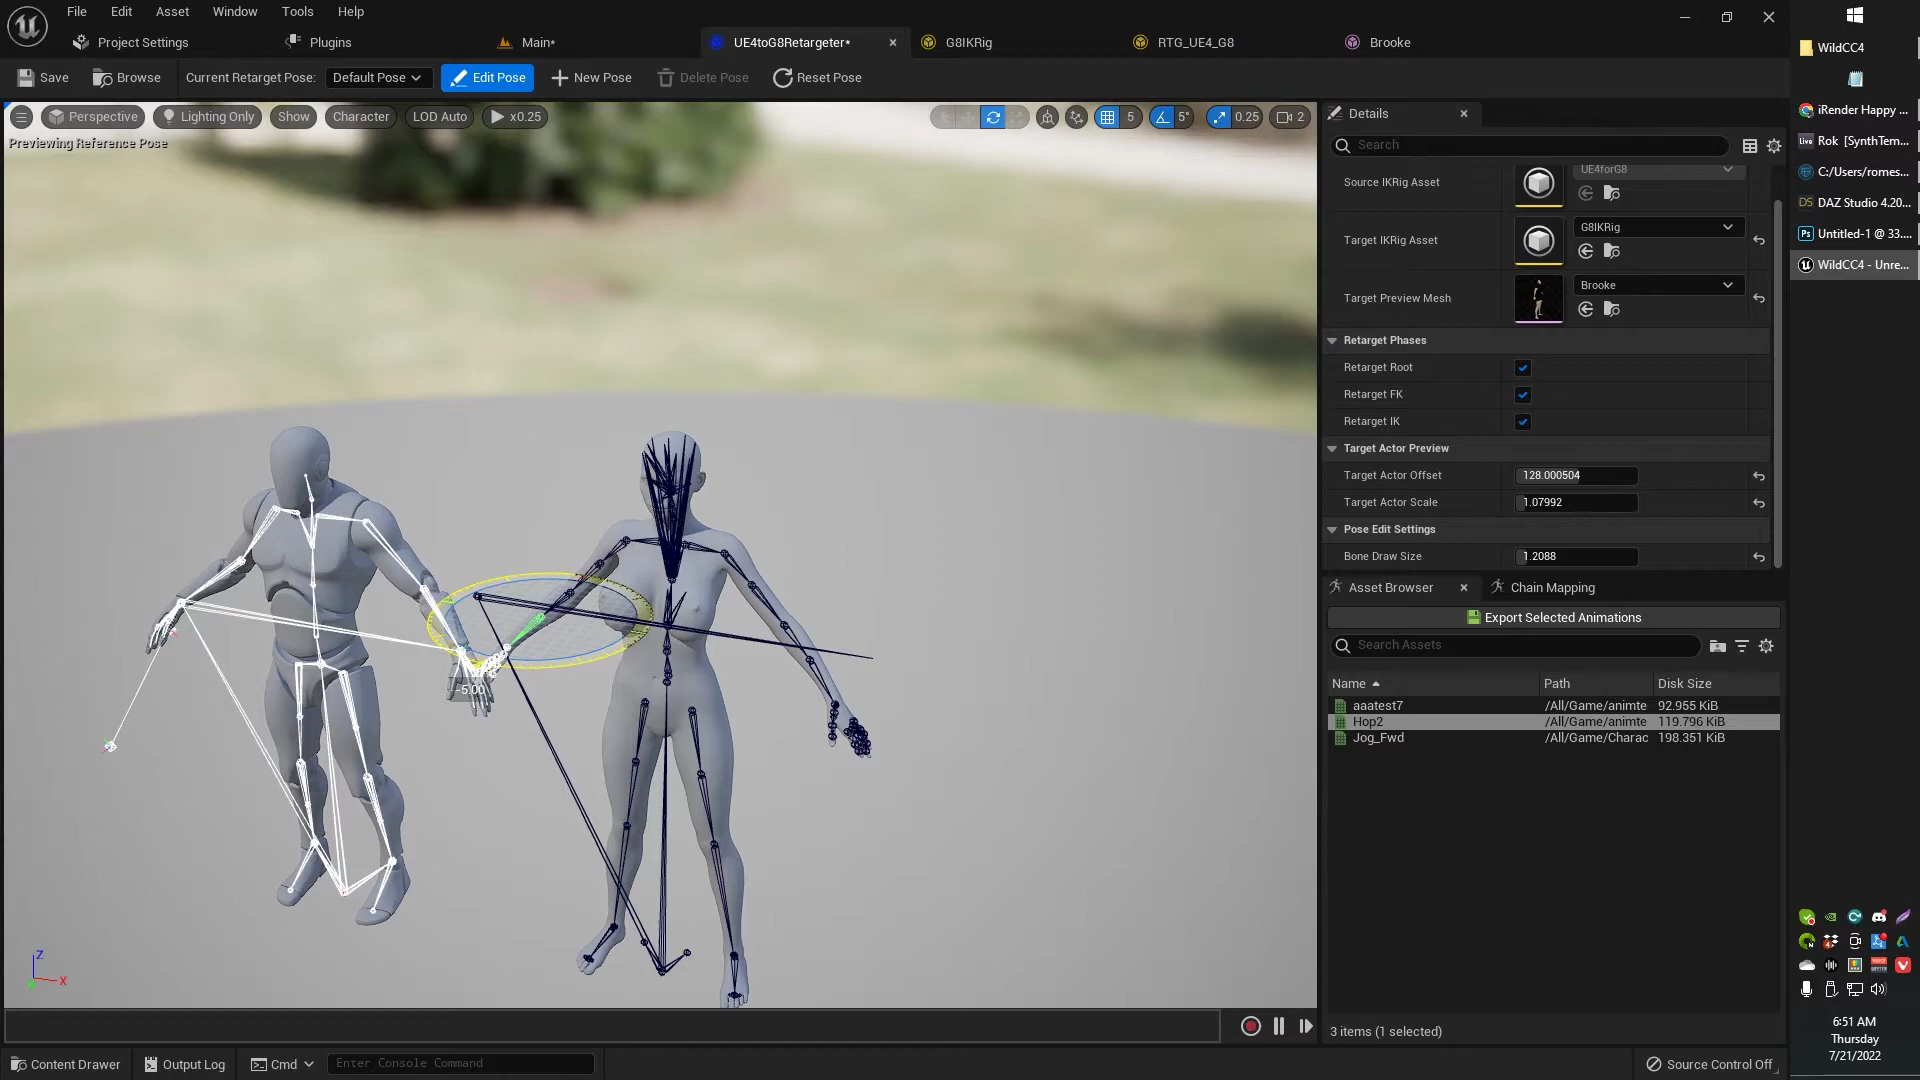 File Edit Asset Window Tools Help
Project Settings Plugins Main* UE4toG8Retargeter* G8IKRig RTG_UE4_G8 Brooke
Save Browse Current Retarget Pose: Default Pose Edit Pose New Pose Delete Pose Reset Pose
Perspective Lighting Only Show Character LOD Auto x0.25 5 5° 0.25 2
Previewing Reference Pose
-5.00
Z
X
Details
Search
Source IKRig Asset UE4forG8
Target IKRig Asset G8IKRig
Target Preview Mesh Brooke
Retarget Phases
Retarget Root
Retarget FK
Retarget IK
Target Actor Preview
Target Actor Offset 128.000504
Target Actor Scale 1.07992
Pose Edit Settings
Bone Draw Size 1.2088
Asset Browser Chain Mapping
Export Selected Animations
Search Assets
Name Path Disk Size
aaatest7 /All/Game/animte 92.955 KiB
Hop2 /All/Game/animte 119.796 KiB
Jog_Fwd /All/Game/Charac 198.351 KiB
3 items (1 selected)
Content Drawer Output Log Cmd Enter Console Command Source Control Off
WildCC4
iRender Happy ...
Live Rok [SynthTem...
C:/Users/romes...
DS DAZ Studio 4.20...
Ps Untitled-1 @ 33....
WildCC4 - Unre...
6:51 AM
Thursday
7/21/2022